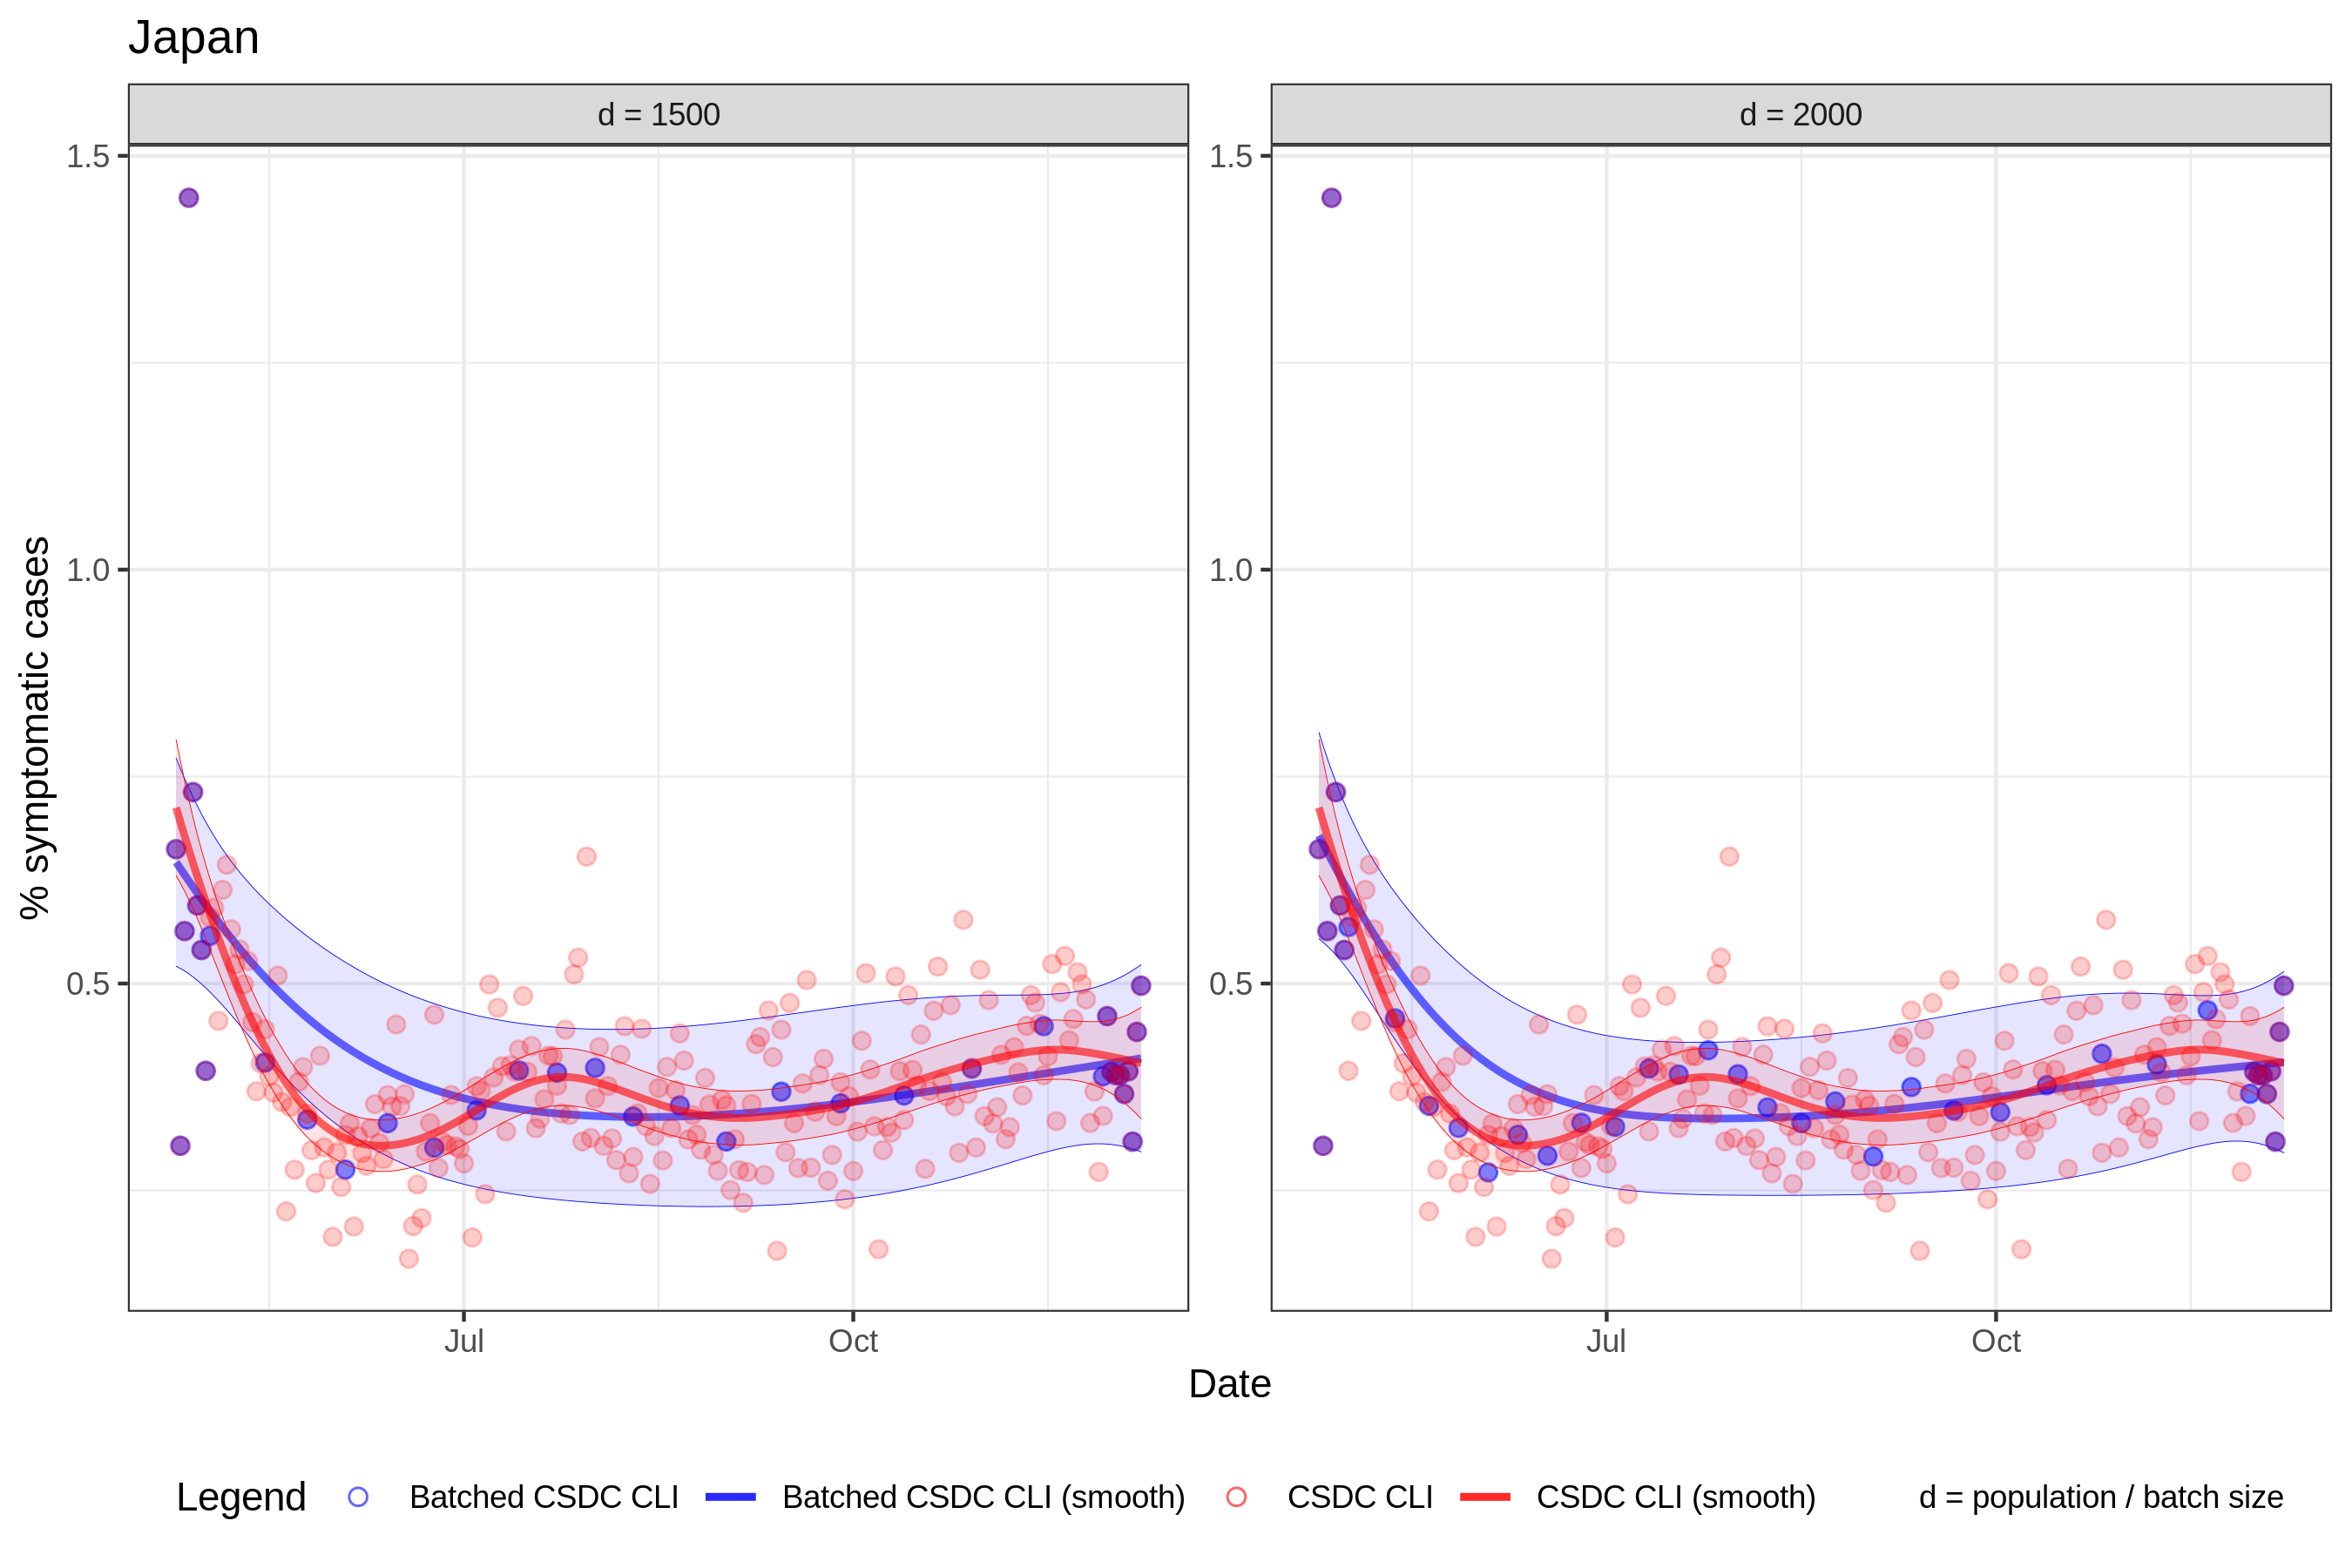 Japan
d = 1500
d = 2000
% symptomatic cases
1.5
1.0
0.5
1.5
1.0
0.5
Jul
Oct
Jul
Oct
Date
Legend Batched CSDC CLI Batched CSDC CLI (smooth) CSDC CLI CSDC CLI (smooth) d = population / batch size